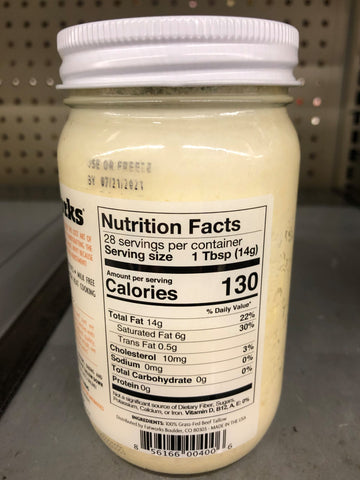 USE OR FREEZE
BY 07/21/2021
Nutrition Facts
28 servings per container
Serving size 1 Tbsp (14g)
Amount per serving
Calories 130
% Daily Value*
Total Fat 14g 22%
Saturated Fat 6g 30%
Trans Fat 0.5g
Cholesterol 10mg 3%
Sodium 0mg 0%
Total Carbohydrate 0g 0%
Protein 0g
Not a significant source of Dietary Fiber, Sugars,
Potassium, Calcium, or Iron. Vitamin D, B12, A, E: 0%
INGREDIENTS: 100% Grass-Fed Beef Tallow
Distributed by Fatworks Boulder, CO 80303 - MADE IN THE USA
8 56166 00400 6